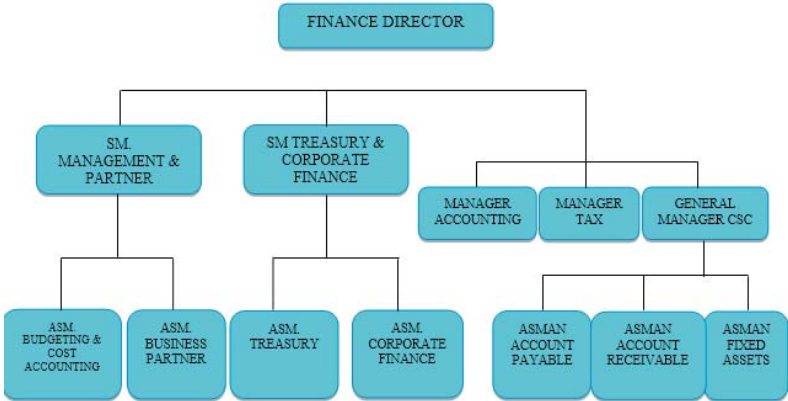 FINANCE DIRECTOR
SM.
MANAGEMENT &
PARTNER
SM TREASURY &
CORPORATE
FINANCE
MANAGER
ACCOUNTING
MANAGER
TAX
GENERAL
MANAGER CSC
ASM.
BUDGETING &
COST
ACCOUNTING
ASM.
BUSINESS
PARTNER
ASM.
TREASURY
ASM.
CORPORATE
FINANCE
ASMAN
ACCOUNT
PAYABLE
ASMAN
ACCOUNT
RECEIVABLE
ASMAN
FIXED
ASSETS